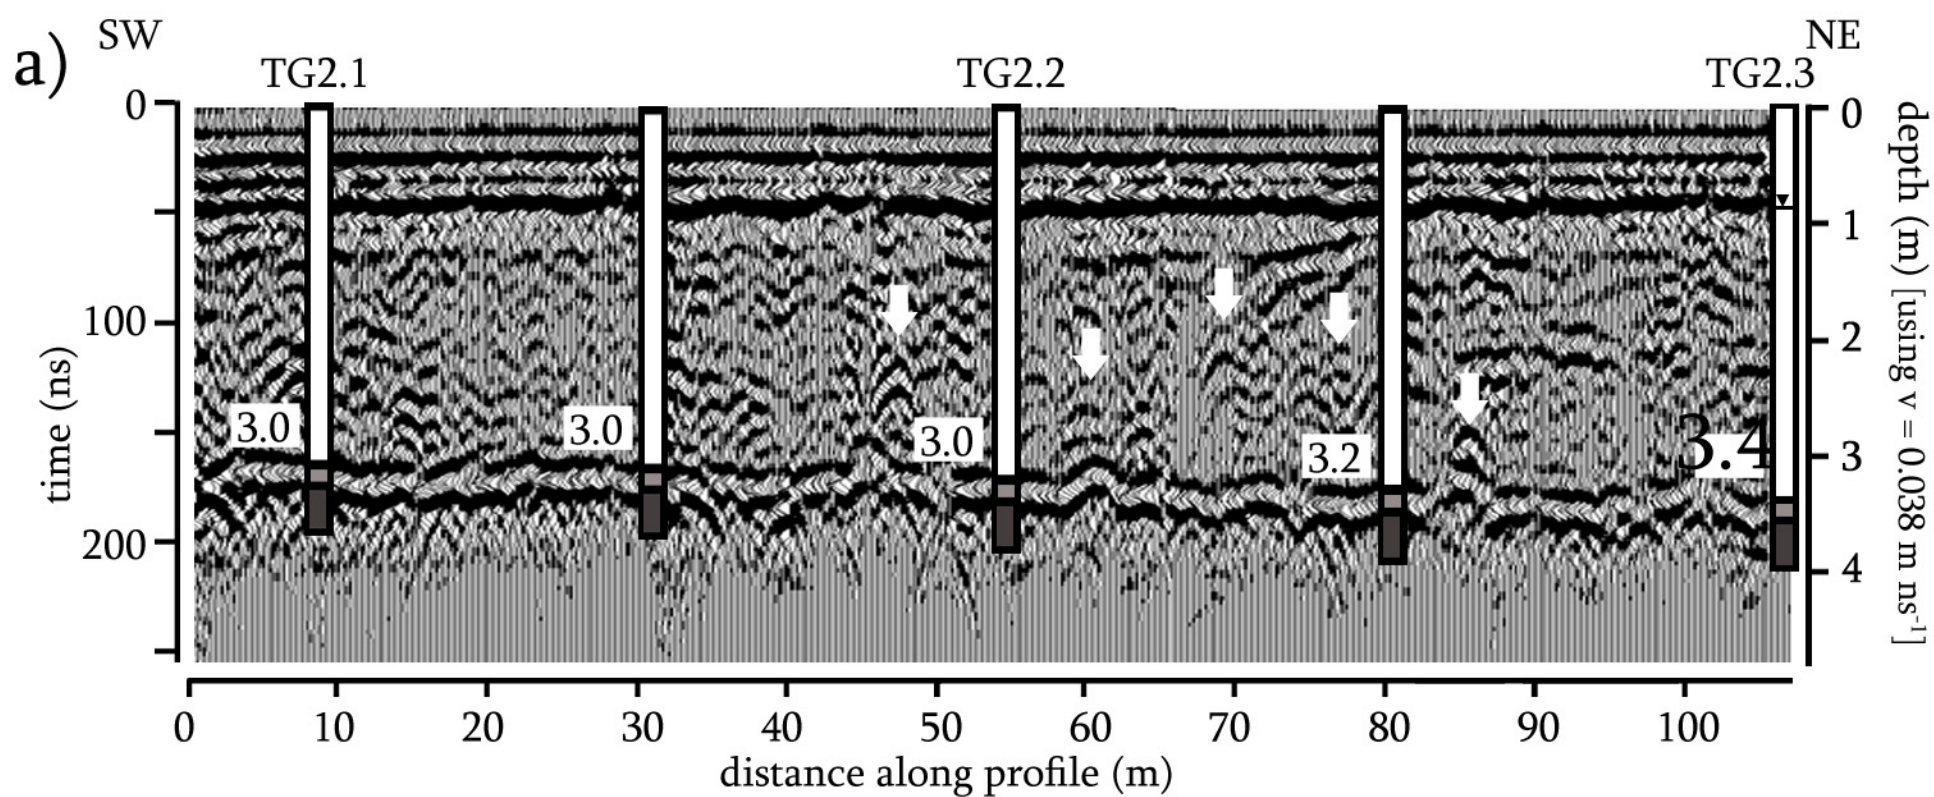 a)
SW
NE
TG2.1
TG2.2
TG2.3
0
100
200
time (ns)
3.0
3.0
3.0
3.2
3.4
0
1
2
3
4
depth (m) [using v = 0.038 m ns⁻¹]
0 10 20 30 40 50 60 70 80 90 100
distance along profile (m)